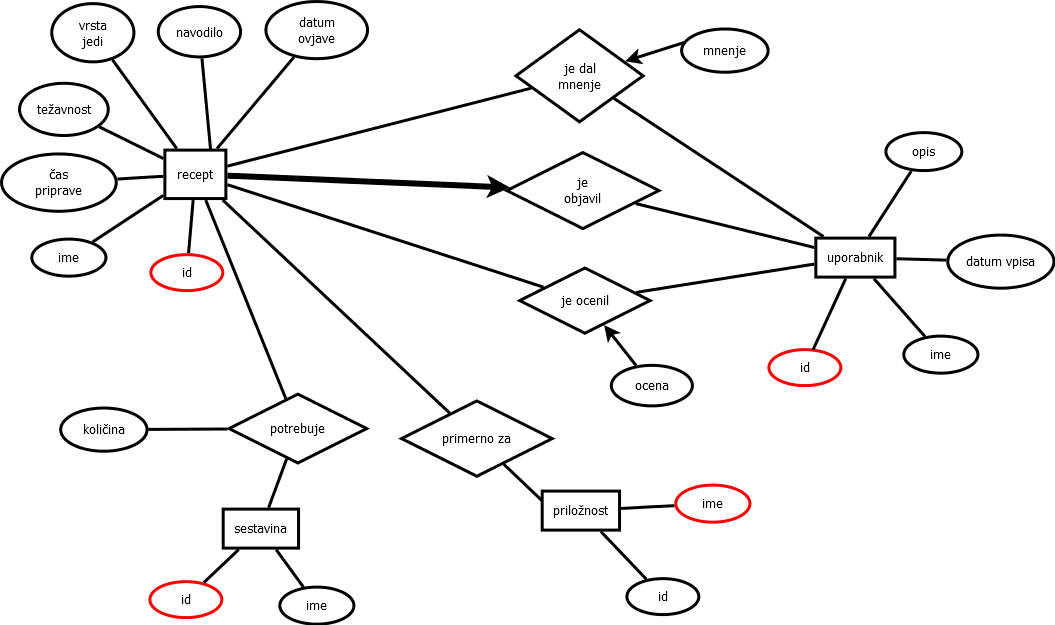 vrsta
jedi
navodilo
datum
ovjave
je dal
mnenje
mnenje
težavnost
opis
čas
priprave
recept
je
objavil
ime
id
uporabnik
datum vpisa
je ocenil
id
ime
ocena
količina
potrebuje
primerno za
sestavina
priložnost
ime
id
ime
id